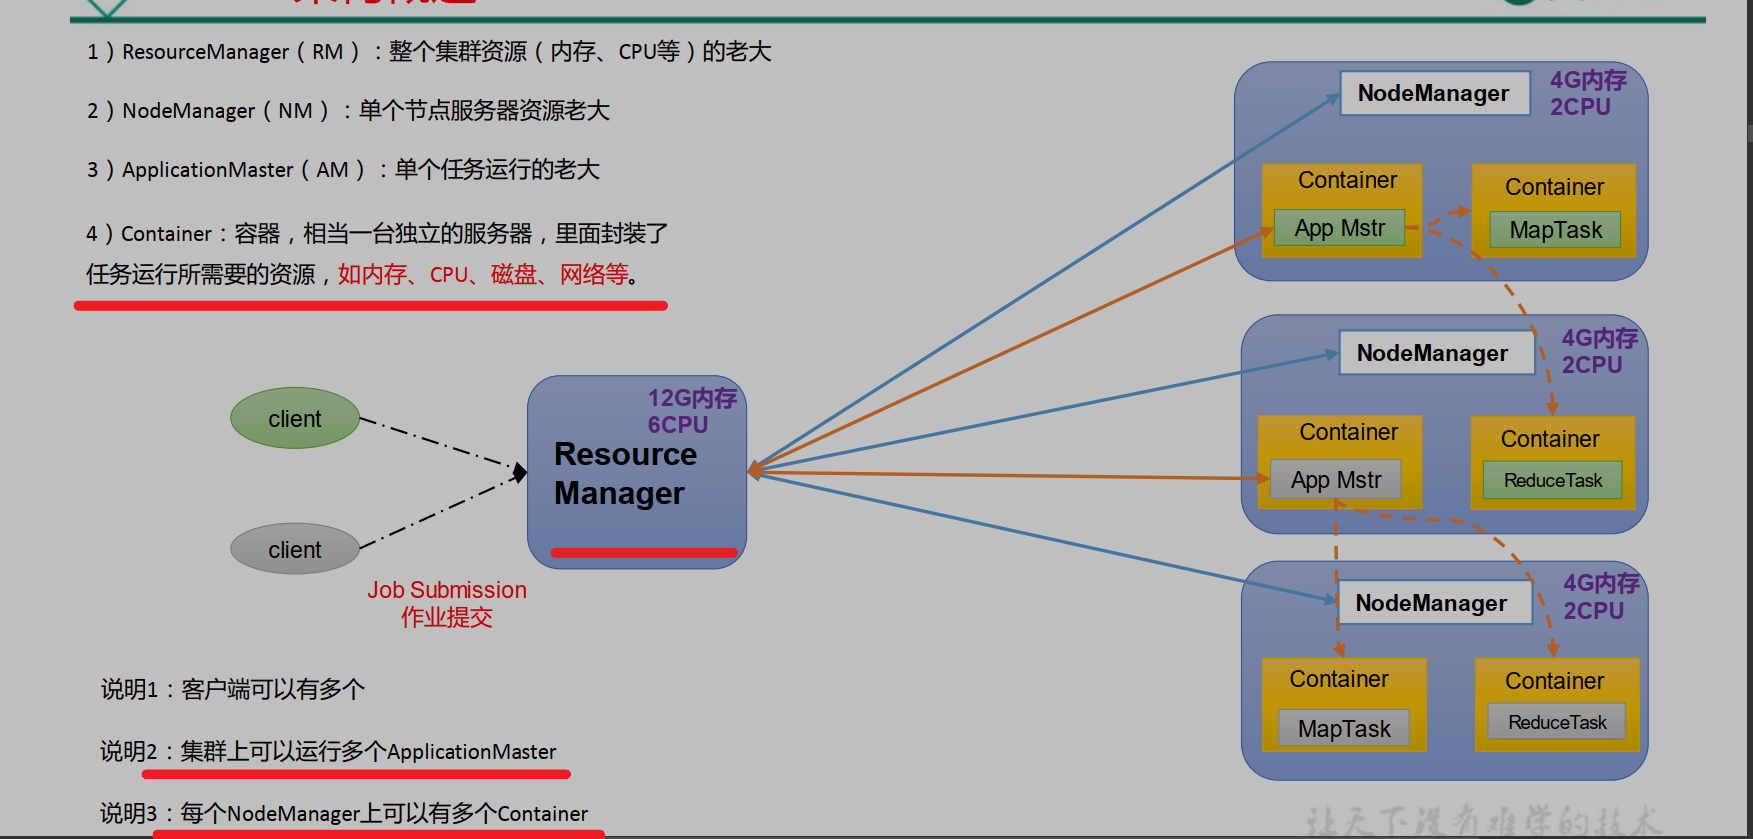 1）ResourceManager（RM）：整个集群资源（内存、CPU等）的老大
2）NodeManager（NM）：单个节点服务器资源老大
3）ApplicationMaster（AM）：单个任务运行的老大
4）Container：容器，相当一台独立的服务器，里面封装了
任务运行所需要的资源，如内存、CPU、磁盘、网络等。
client
client
Job Submission
作业提交
12G内存
6CPU
Resource
Manager
NodeManager
4G内存
2CPU
Container
App Mstr
Container
MapTask
NodeManager
4G内存
2CPU
Container
App Mstr
Container
ReduceTask
NodeManager
4G内存
2CPU
Container
MapTask
Container
ReduceTask
说明1：客户端可以有多个
说明2：集群上可以运行多个ApplicationMaster
说明3：每个NodeManager上可以有多个Container
让天下没有难学的技术